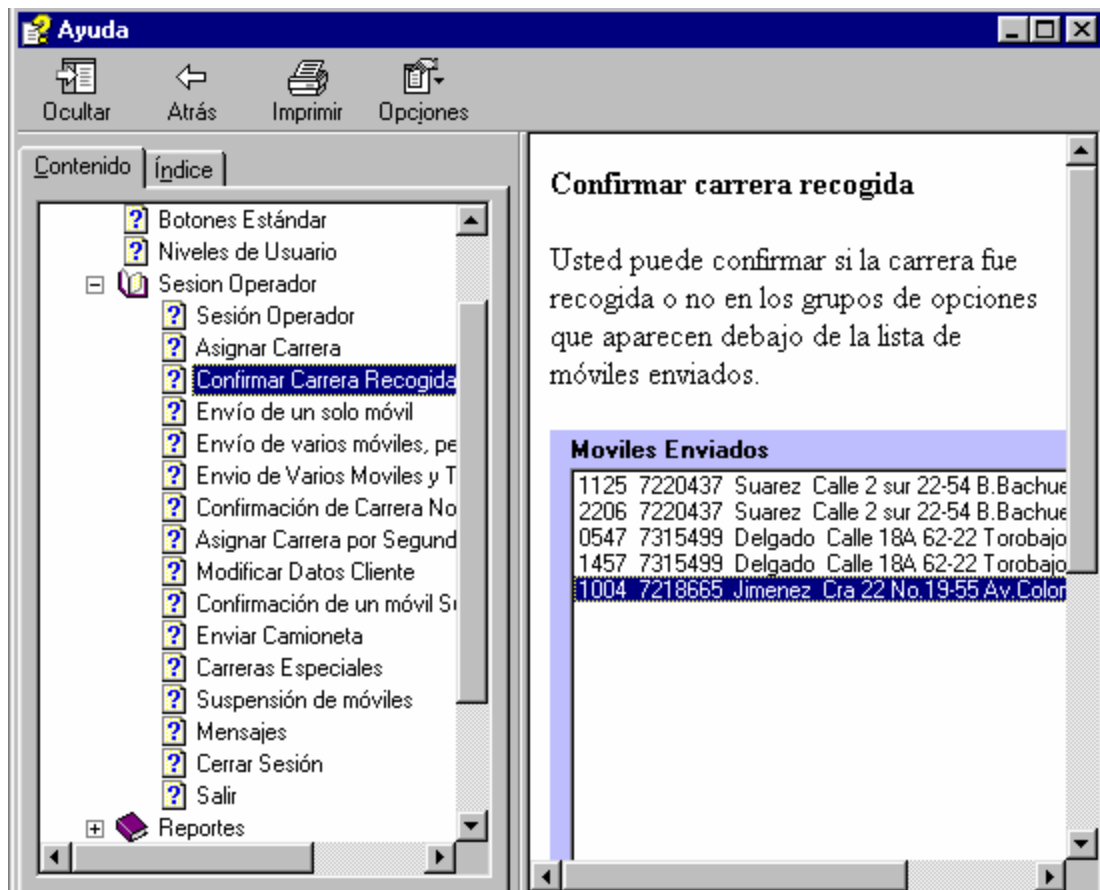 Ayuda
Ocultar Atrás Imprimir Opciones
Contenido Índice
Botones Estándar
Niveles de Usuario
Sesion Operador
Sesión Operador
Asignar Carrera
Confirmar Carrera Recogida
Envío de un solo móvil
Envío de varios móviles, pe
Envio de Varios Moviles y T
Confirmación de Carrera No
Asignar Carrera por Segund
Modificar Datos Cliente
Confirmación de un móvil S
Enviar Camioneta
Carreras Especiales
Suspensión de móviles
Mensajes
Cerrar Sesión
Salir
Reportes
Confirmar carrera recogida
Usted puede confirmar si la carrera fue
recogida o no en los grupos de opciones
que aparecen debajo de la lista de
móviles enviados.
Moviles Enviados
1125 7220437 Suarez Calle 2 sur 22-54 B.Bachue
2206 7220437 Suarez Calle 2 sur 22-54 B.Bachue
0547 7315499 Delgado Calle 18A 62-22 Torobajo
1457 7315499 Delgado Calle 18A 62-22 Torobajo
1004 7218665 Jimenez Cra 22 No.19-55 Av.Color